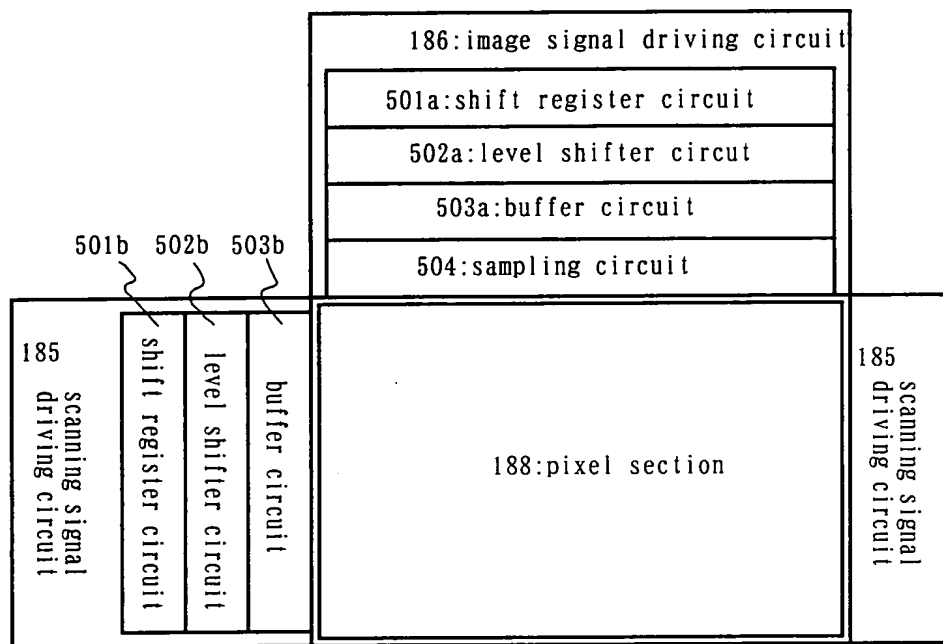 186:image signal driving circuit
501a:shift register circuit
502a:level shifter circut
503a:buffer circuit
504:sampling circuit
501b 502b 503b
185
scanning signal
driving circuit
shift register circuit
level shifter circuit
buffer circuit
188:pixel section
185
scanning signal
driving circuit